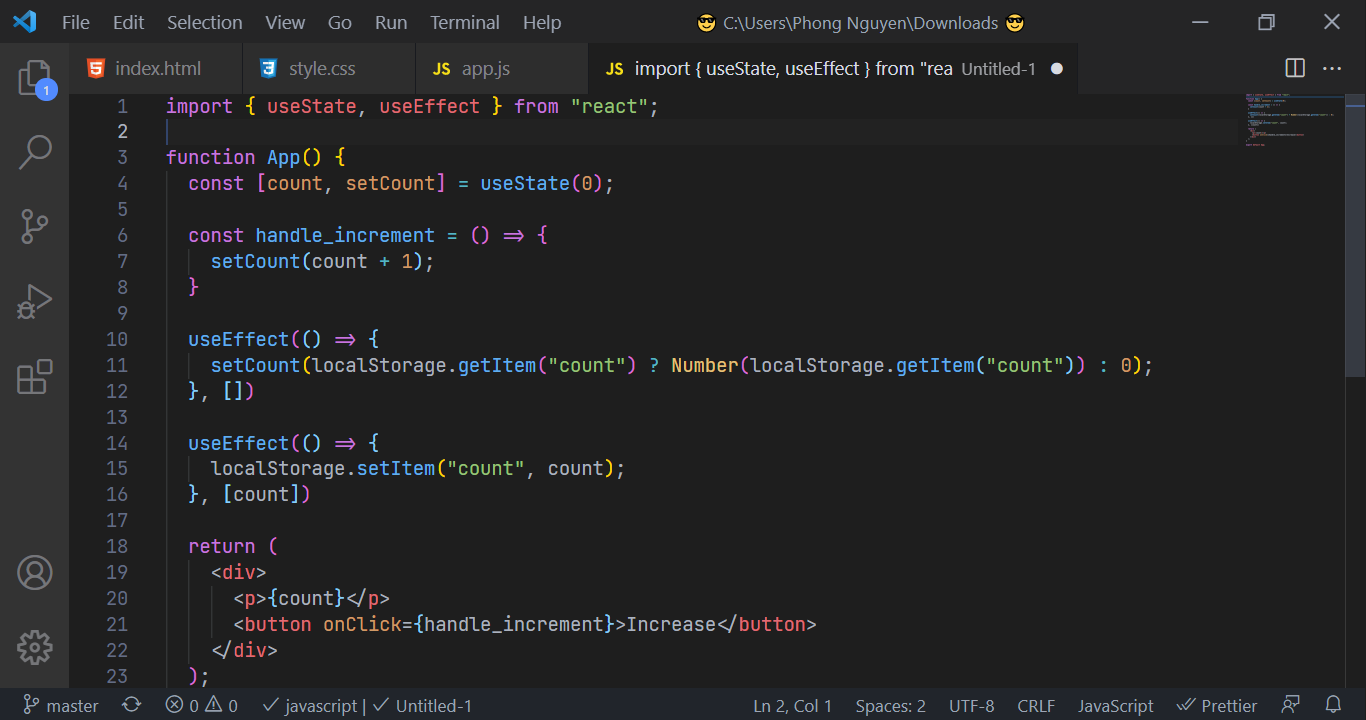 File Edit Selection View Go Run Terminal Help 😎 C:\Users\Phong Nguyen\Downloads 😎
index.html style.css JS app.js JS import { useState, useEffect } from "rea Untitled-1
1
1 import { useState, useEffect } from "react";
2
3 function App() {
4 const [count, setCount] = useState(0);
5
6 const handle_increment = () => {
7 setCount(count + 1);
8 }
9
10 useEffect(() => {
11 setCount(localStorage.getItem("count") ? Number(localStorage.getItem("count")) : 0);
12 }, [])
13
14 useEffect(() => {
15 localStorage.setItem("count", count);
16 }, [count])
17
18 return (
19 <div>
20 <p>{count}</p>
21 <button onClick={handle_increment}>Increase</button>
22 </div>
23 );
master 0 0 javascript | Untitled-1 Ln 2, Col 1 Spaces: 2 UTF-8 CRLF JavaScript Prettier